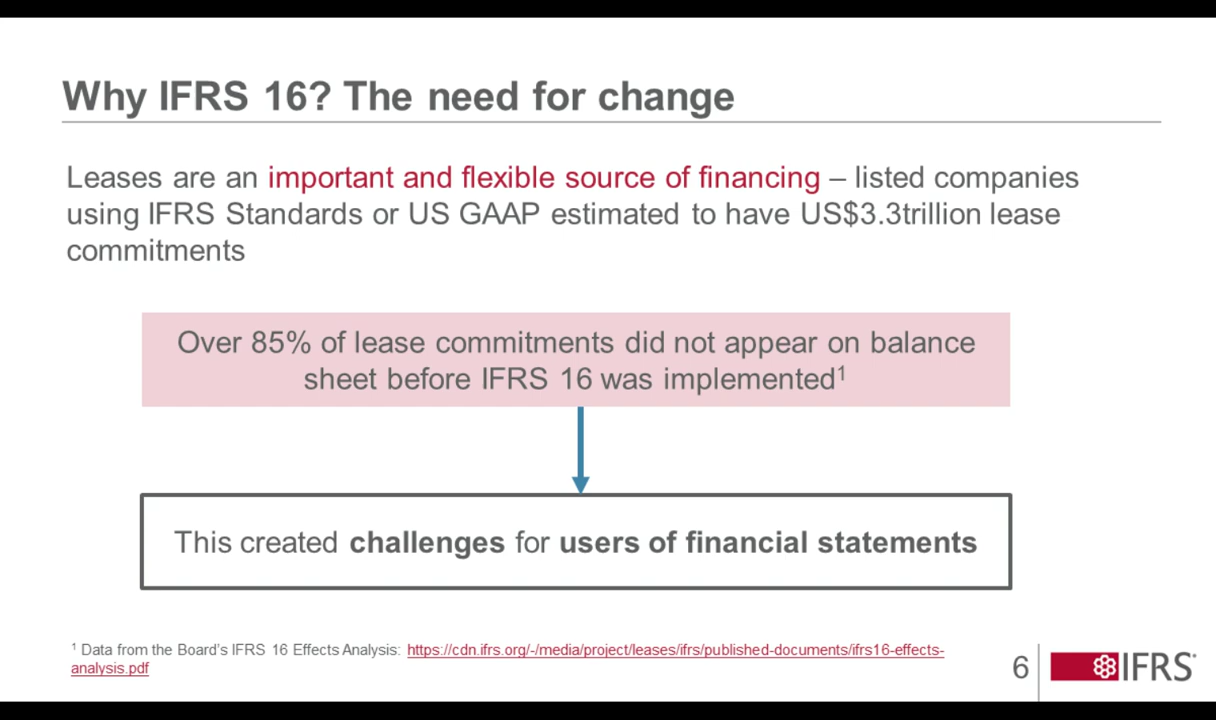 Why IFRS 16? The need for change
Leases are an important and flexible source of financing – listed companies
using IFRS Standards or US GAAP estimated to have US$3.3trillion lease
commitments
Over 85% of lease commitments did not appear on balance
sheet before IFRS 16 was implemented¹
This created challenges for users of financial statements
¹ Data from the Board's IFRS 16 Effects Analysis: https://cdn.ifrs.org/-/media/project/leases/ifrs/published-documents/ifrs16-effects-
analysis.pdf
6
IFRS